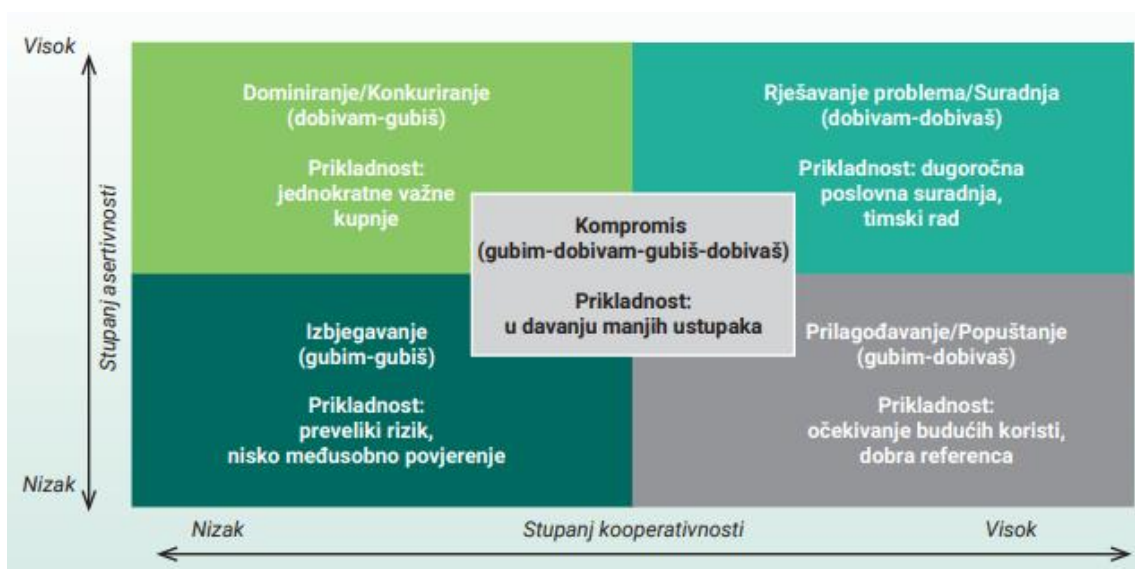 Visok
Stupanj asertivnosti
Nizak
Dominiranje/Konkuriranje
(dobivam-gubiš)
Prikladnost:
jednokratne važne
kupnje
Rješavanje problema/Suradnja
(dobivam-dobivaš)
Prikladnost: dugoročna
poslovna suradnja,
timski rad
Kompromis
(gubim-dobivam-gubiš-dobivaš)
Prikladnost:
u davanju manjih ustupaka
Izbjegavanje
(gubim-gubiš)
Prikladnost:
preveliki rizik,
nisko međusobno povjerenje
Prilagođavanje/Popuštanje
(gubim-dobivaš)
Prikladnost:
očekivanje budućih koristi,
dobra referenca
Nizak
Stupanj kooperativnosti
Visok